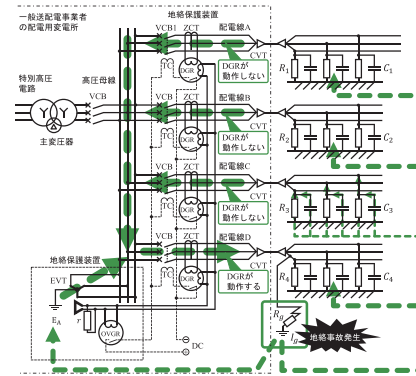 一般送配電事業者
の配電用変電所
地絡保護装置
特別高圧
電路
高圧母線
VCB
主変圧器
VCB1 ZCT 配電線A
CVT
TC
DGR
DGRが
動作しない
R1
C1
VCB ZCT 配電線B
CVT
TC
DGR
DGRが
動作しない
R2
C2
VCB ZCT 配電線C
CVT
TC
DGR
DGRが
動作しない
R3
C3
VCB ZCT 配電線D
CVT
TC
DGR
DGRが
動作する
R4
C4
地絡保護装置
EVT
EA
r
OVGR
DC
Rg
Ig
地絡事故発生